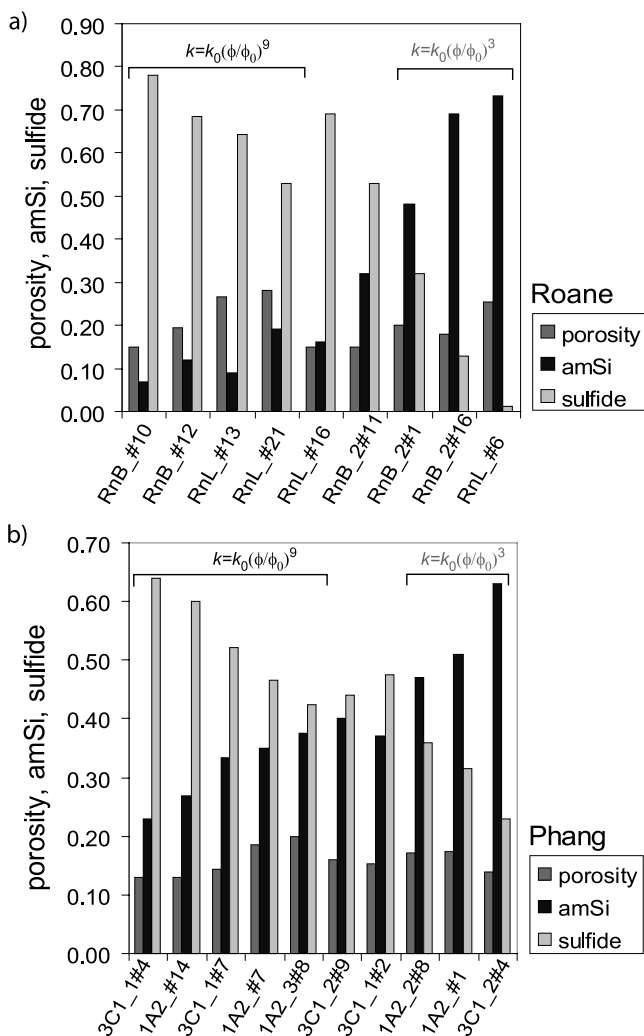 a)
k=k₀(ϕ/ϕ₀)⁹
k=k₀(ϕ/ϕ₀)³
0.90
0.80
0.70
0.60
0.50
0.40
0.30
0.20
0.10
0.00
porosity, amSi, sulfide
RnB_#10
RnB_#12
RnL_#13
RnL_#21
RnL_#16
RnB_2#11
RnB_2#1
RnB_2#16
RnL_#6
Roane
porosity
amSi
sulfide
b)
k=k₀(ϕ/ϕ₀)⁹
k=k₀(ϕ/ϕ₀)³
0.70
0.60
0.50
0.40
0.30
0.20
0.10
0.00
porosity, amSi, sulfide
3C1_1#4
1A2_#14
3C1_1#7
1A2_#7
1A2_3#8
3C1_2#9
3C1_1#2
1A2_2#8
1A2_#1
3C1_2#4
Phang
porosity
amSi
sulfide